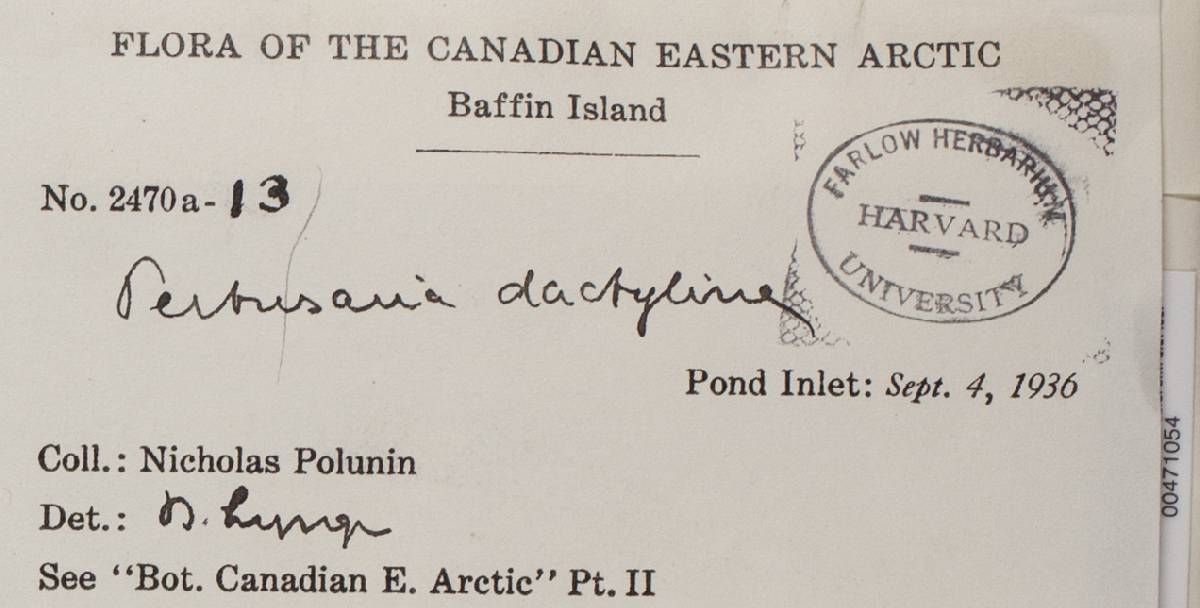 FLORA OF THE CANADIAN EASTERN ARCTIC
Baffin Island
No. 2470a-13
FARLOW HERBARIUM
HARVARD
UNIVERSITY
Pertusaria dactylina
Pond Inlet: Sept. 4, 1936
Coll.: Nicholas Polunin
Det.: B. Lynge
See "Bot. Canadian E. Arctic" Pt. II
00471054